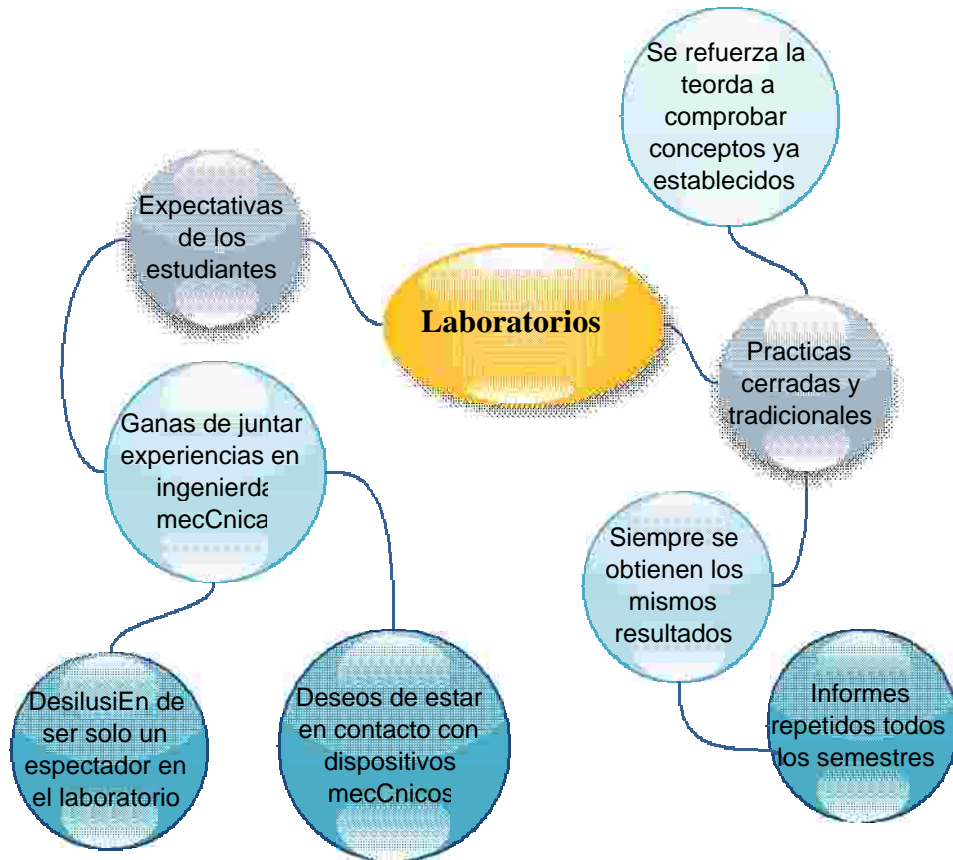 Se refuerza la
teorda a
comprobar
conceptos ya
establecidos
Expectativas
de los
estudiantes
Laboratorios
Practicas
cerradas y
tradicionales
Ganas de juntar
experiencias en
ingenierda
mecCnica
Siempre se
obtienen los
mismos
resultados
DesilusiEn de
ser solo un
espectador en
el laboratorio
Deseos de estar
en contacto con
dispositivos
mecCnicos
Informes
repetidos todos
los semestres